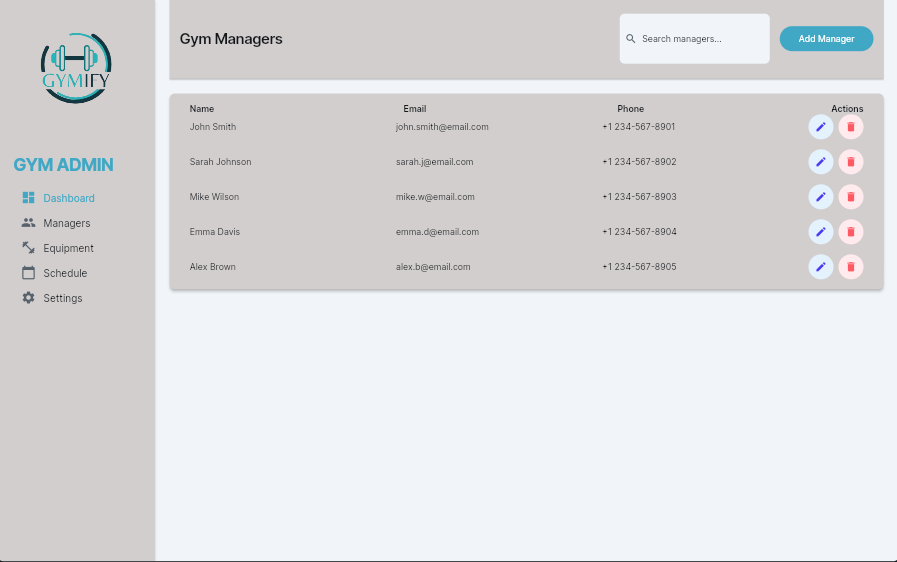 GYMIFY
GYM ADMIN
Dashboard
Managers
Equipment
Schedule
Settings
Gym Managers
Search managers...
Add Manager
Name Email Phone Actions
John Smith john.smith@email.com +1 234-567-8901
Sarah Johnson sarah.j@email.com +1 234-567-8902
Mike Wilson mike.w@email.com +1 234-567-8903
Emma Davis emma.d@email.com +1 234-567-8904
Alex Brown alex.b@email.com +1 234-567-8905